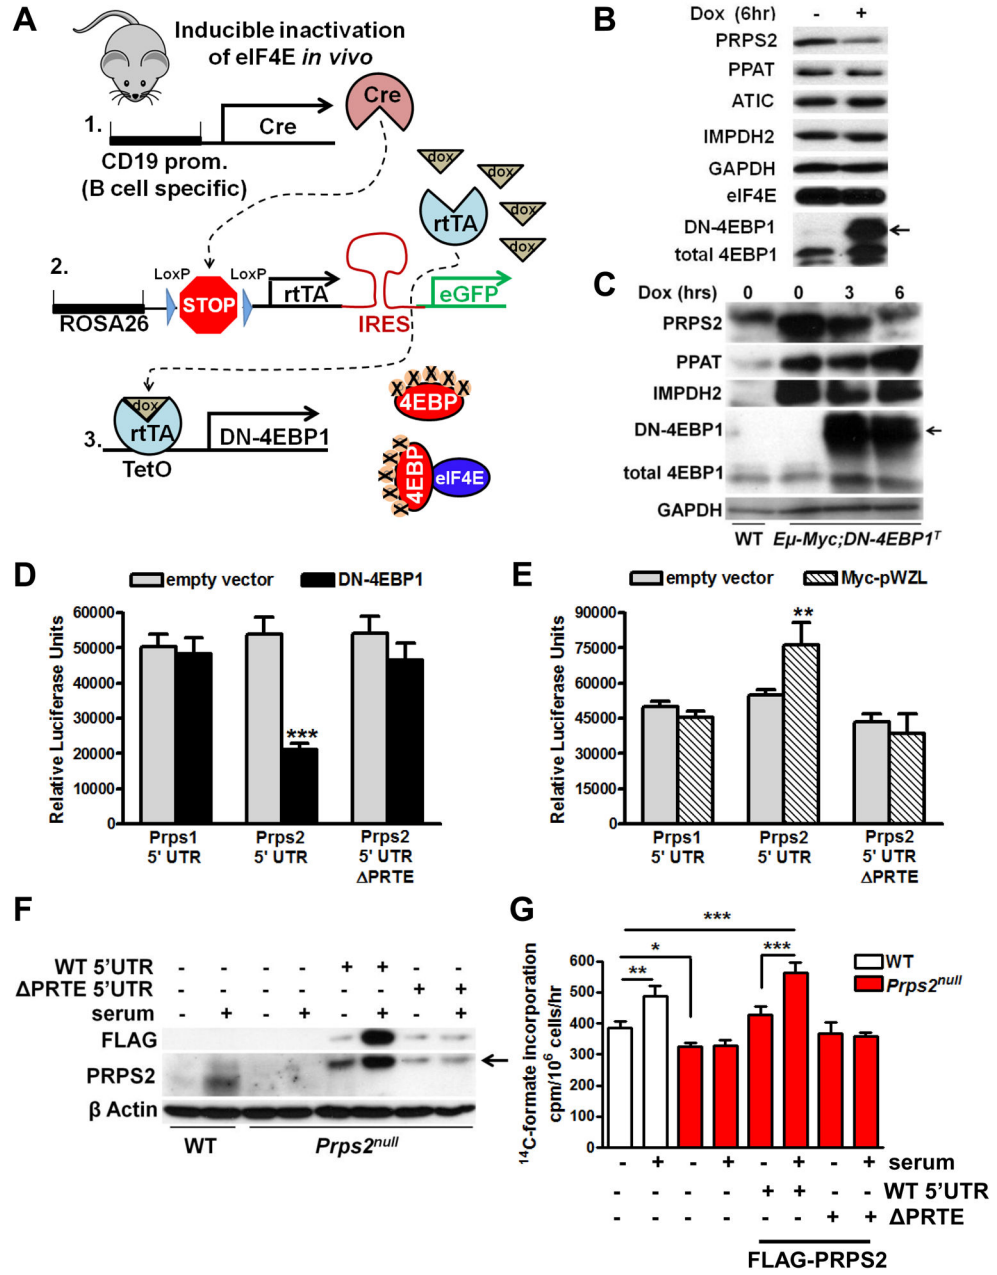 A
Inducible inactivation
of eIF4E in vivo
1.
Cre
Cre
CD19 prom.
(B cell specific)
dox
dox
rtTA
dox
dox
2.
LoxP
LoxP
STOP
rtTA
eGFP
ROSA26
IRES
dox
rtTA
3.
DN-4EBP1
TetO
X X X X X
4EBP
X X X X X
4EBP
eIF4E
B
Dox (6hr) - +
PRPS2
PPAT
ATIC
IMPDH2
GAPDH
eIF4E
DN-4EBP1
total 4EBP1
C
Dox (hrs) 0 0 3 6
PRPS2
PPAT
IMPDH2
DN-4EBP1
total 4EBP1
GAPDH
WT Eμ-Myc;DN-4EBP1ᵀ
D
empty vector DN-4EBP1
Relative Luciferase Units
60000
50000
40000
30000
20000
10000
0
***
Prps1
5' UTR
Prps2
5' UTR
Prps2
5' UTR
ΔPRTE
E
empty vector Myc-pWZL
Relative Luciferase Units
90000
75000
60000
45000
30000
15000
0
**
Prps1
5' UTR
Prps2
5' UTR
Prps2
5' UTR
ΔPRTE
F
WT 5'UTR - - - - + + - -
ΔPRTE 5'UTR - - - - - - + +
serum - + - + - + - +
FLAG
PRPS2
β Actin
WT Prps2ⁿᵘˡˡ
G
***
*
**
***
WT
Prps2ⁿᵘˡˡ
¹⁴C-formate incorporation
cpm/10⁶ cells/hr
600
500
400
300
200
100
0
- + - + - + - + serum
- - - - + + - - WT 5'UTR
- - - - - - + + ΔPRTE
FLAG-PRPS2